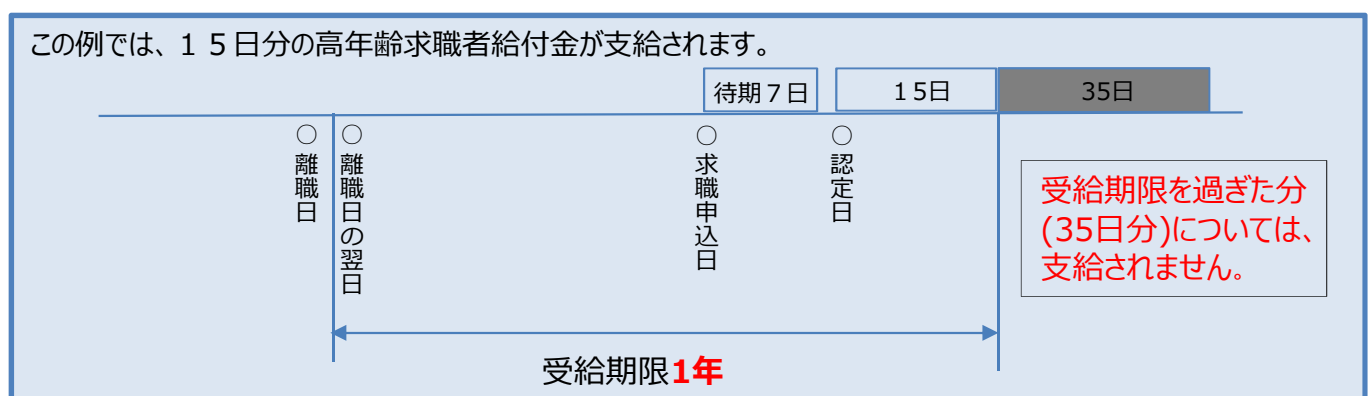 この例では、１５日分の高年齢求職者給付金が支給されます。
待期７日
１5日
35日
○離職日
○離職日の翌日
○求職申込日
○認定日
受給期限を過ぎた分
(35日分)については、
支給されません。
受給期限1年